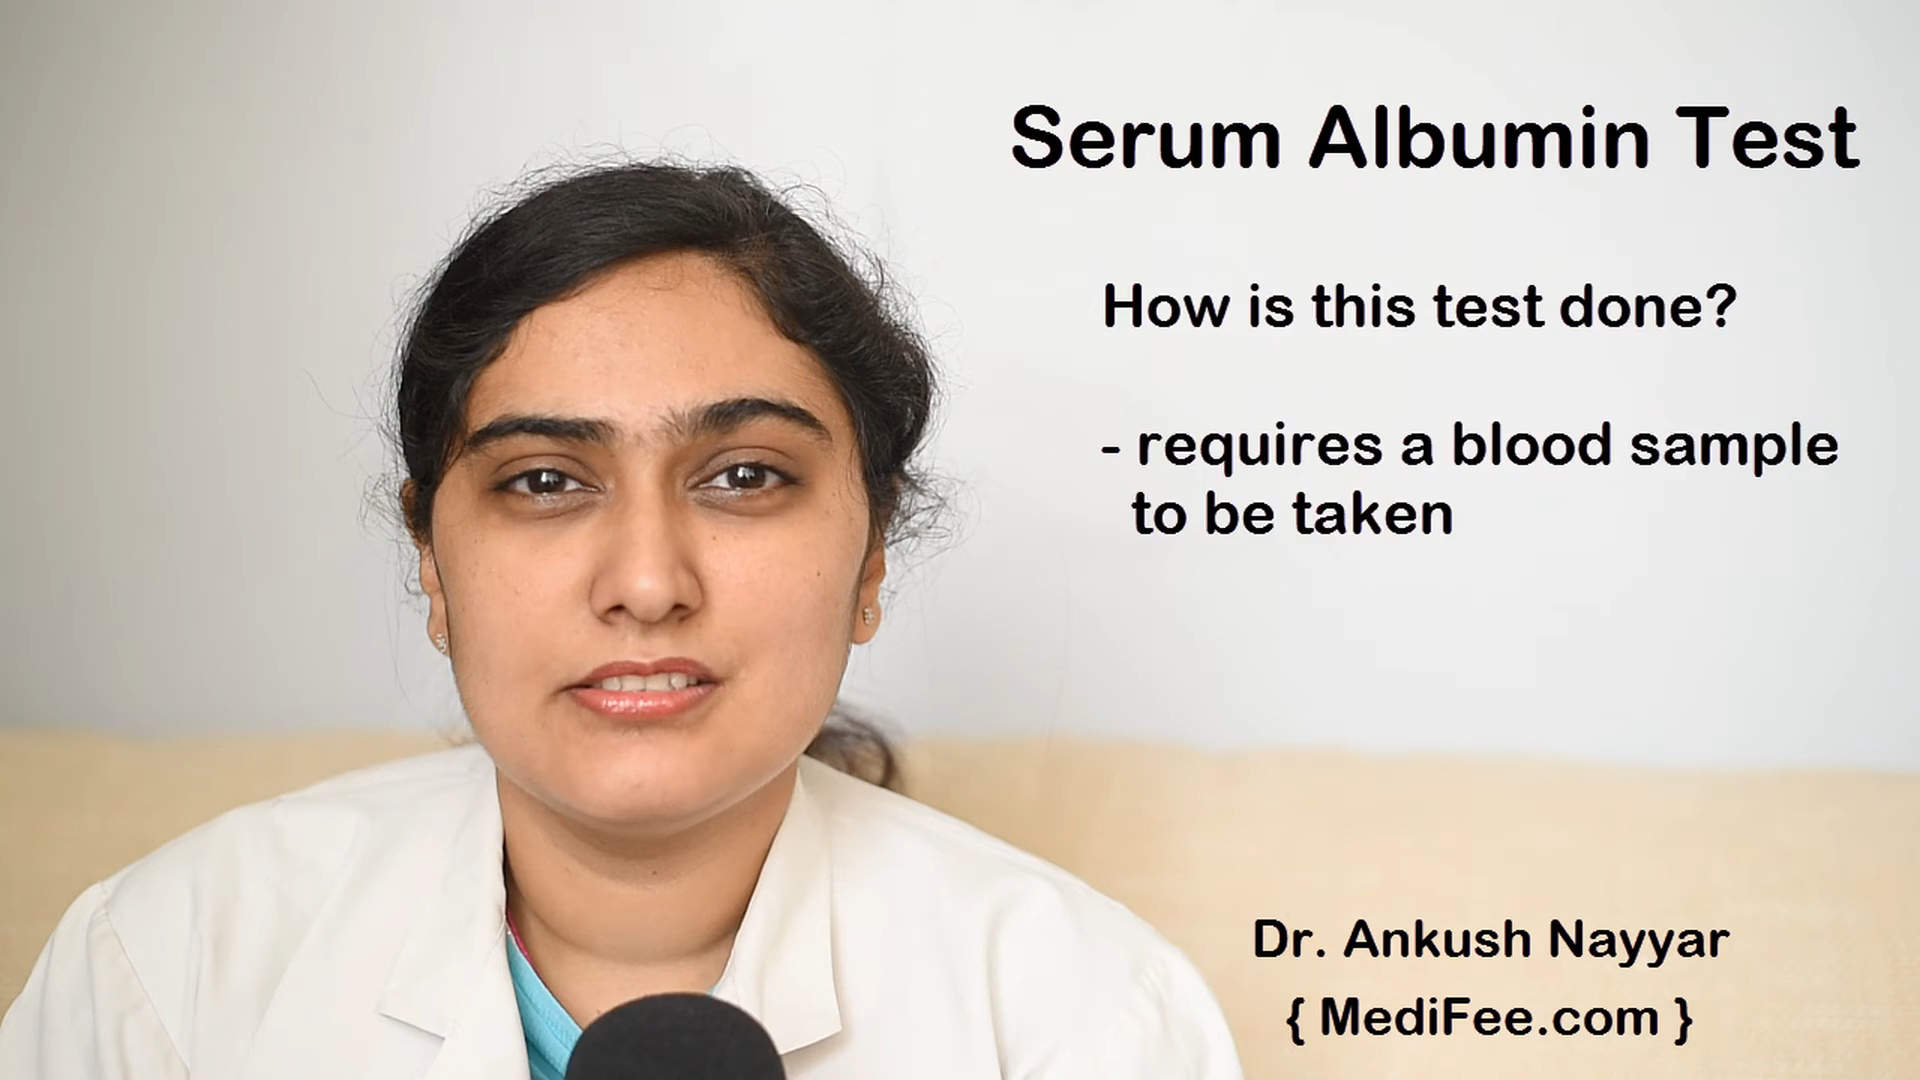 Serum Albumin Test
How is this test done?
- requires a blood sample
to be taken
Dr. Ankush Nayyar
{ MediFee.com }